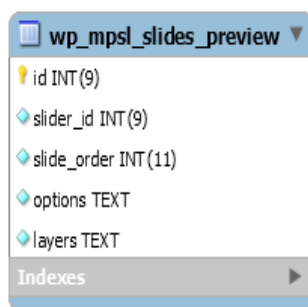 wp_mpsl_slides_preview
id INT(9)
slider_id INT(9)
slide_order INT(11)
options TEXT
layers TEXT
Indexes